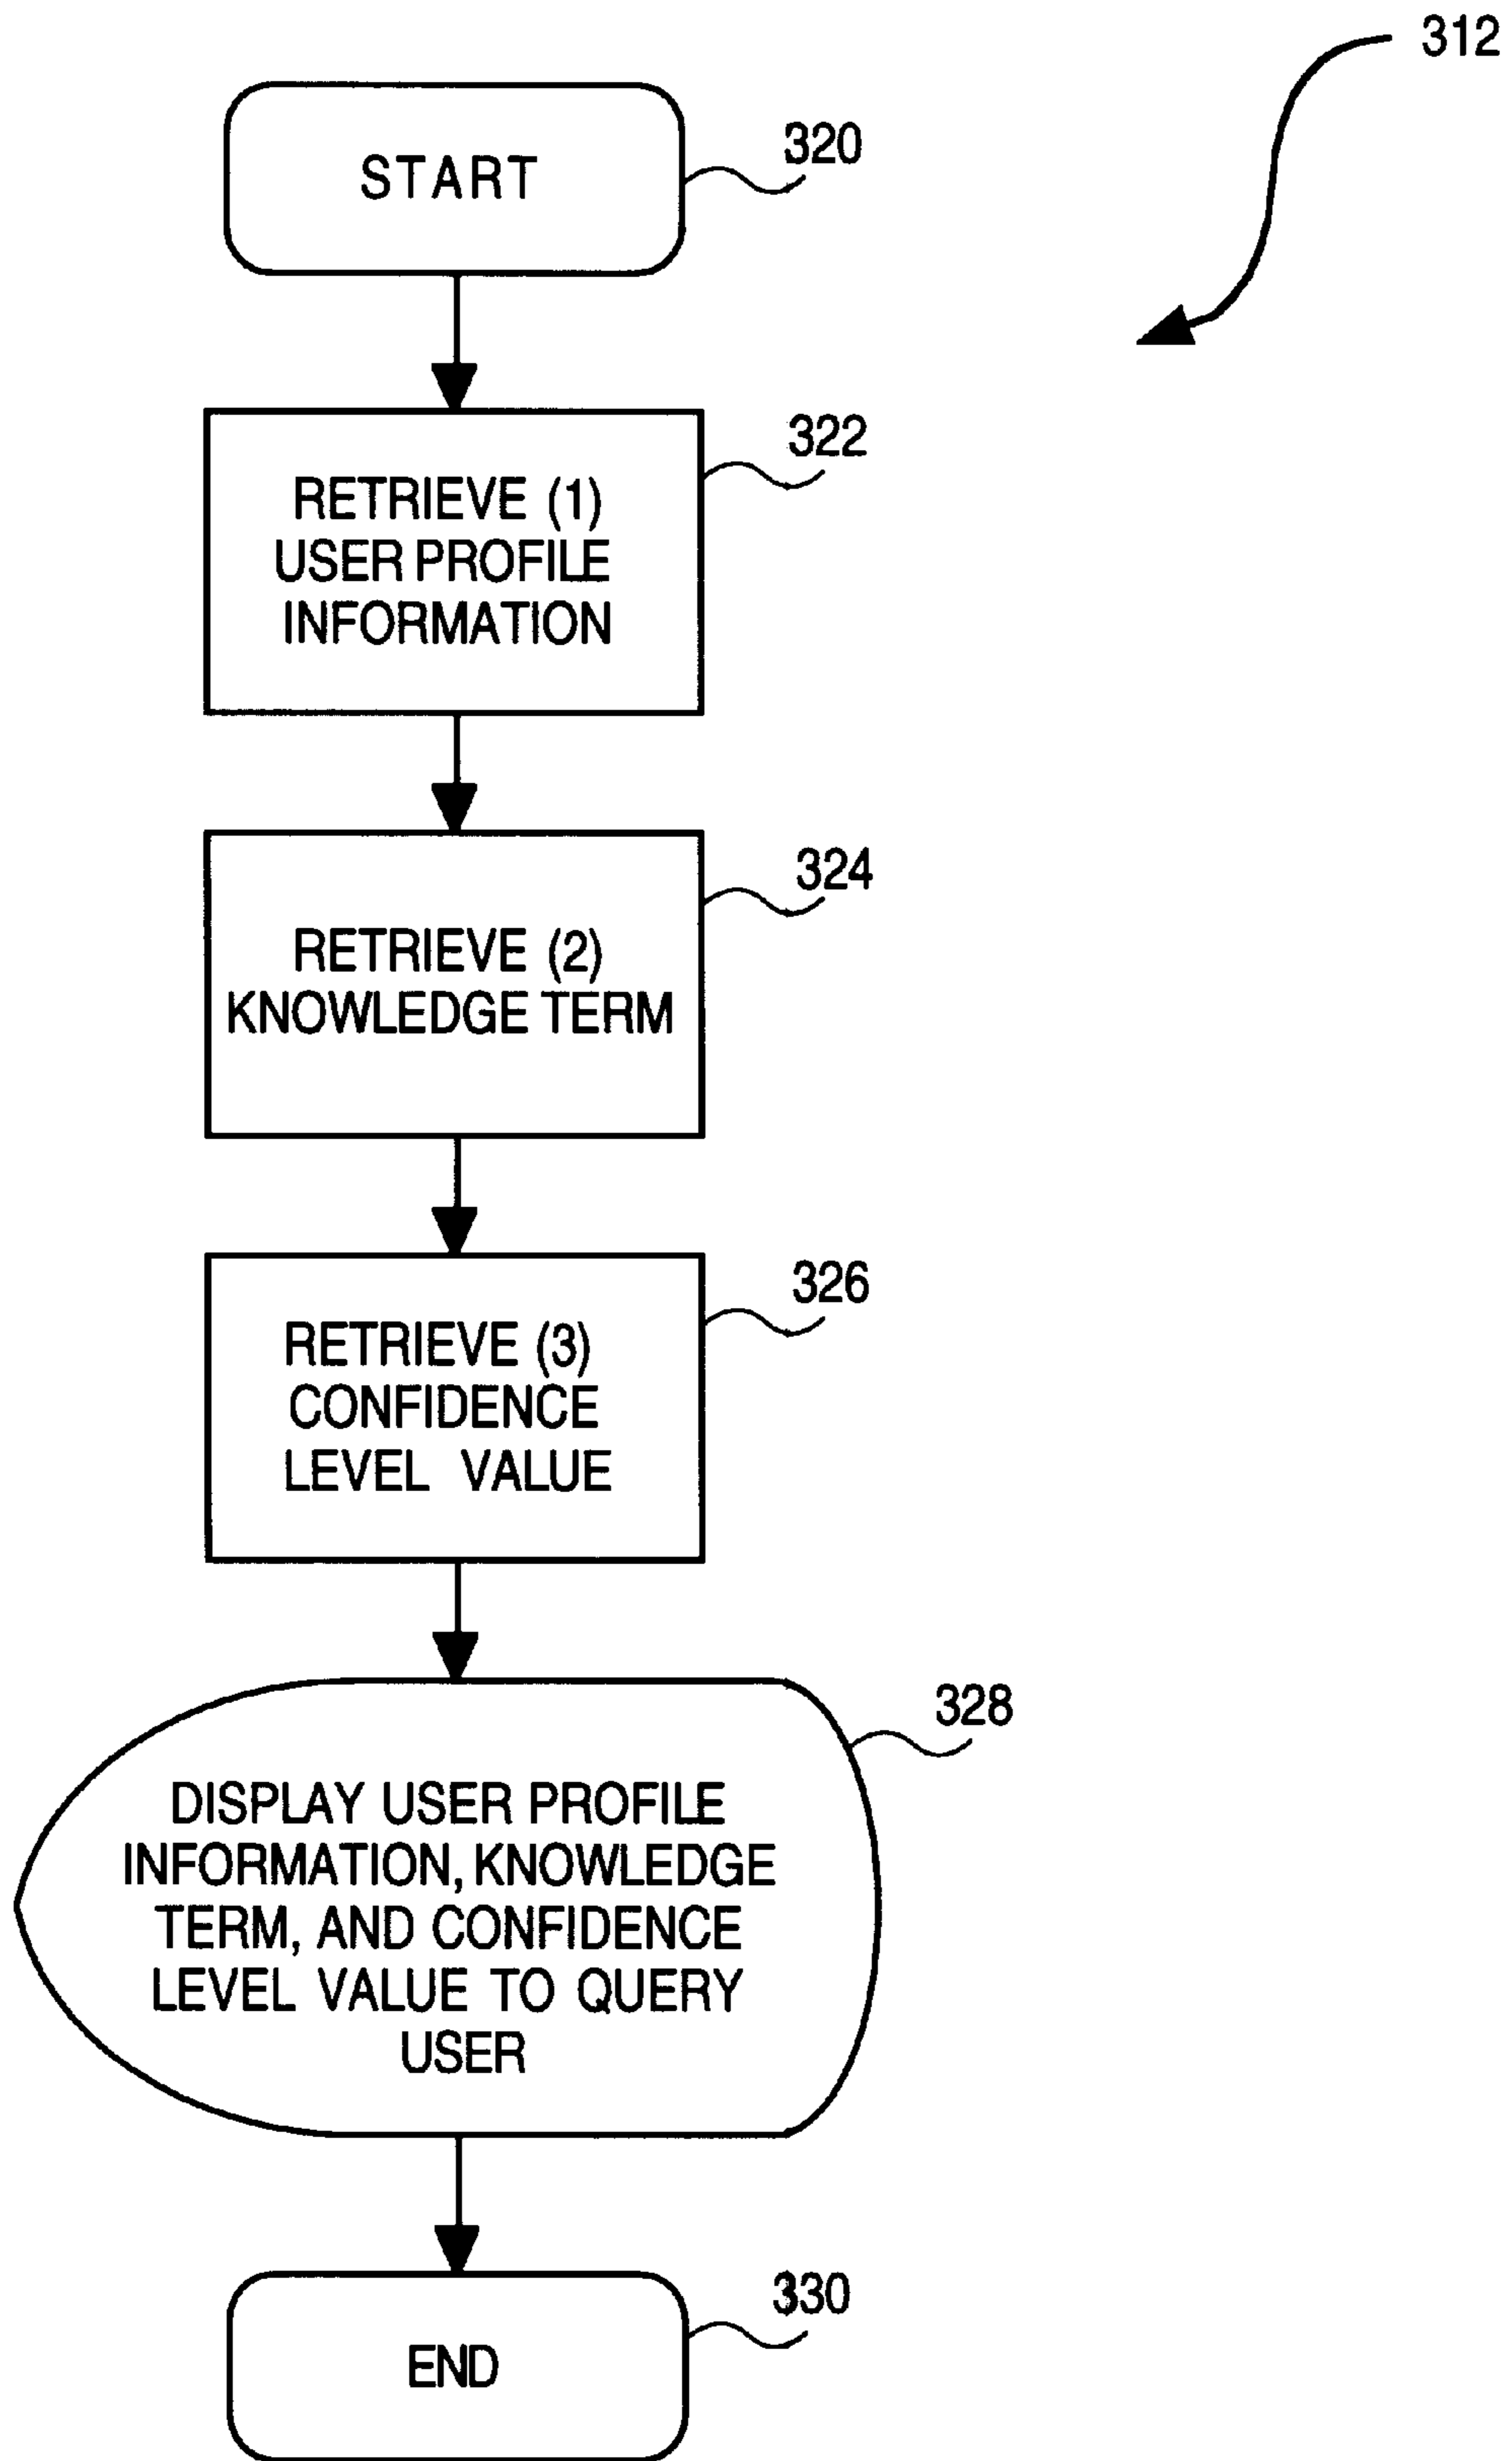 312
START
320
RETRIEVE (1)
USER PROFILE
INFORMATION
322
RETRIEVE (2)
KNOWLEDGE TERM
324
RETRIEVE (3)
CONFIDENCE
LEVEL VALUE
326
DISPLAY USER PROFILE
INFORMATION, KNOWLEDGE
TERM, AND CONFIDENCE
LEVEL VALUE TO QUERY
USER
328
END
330